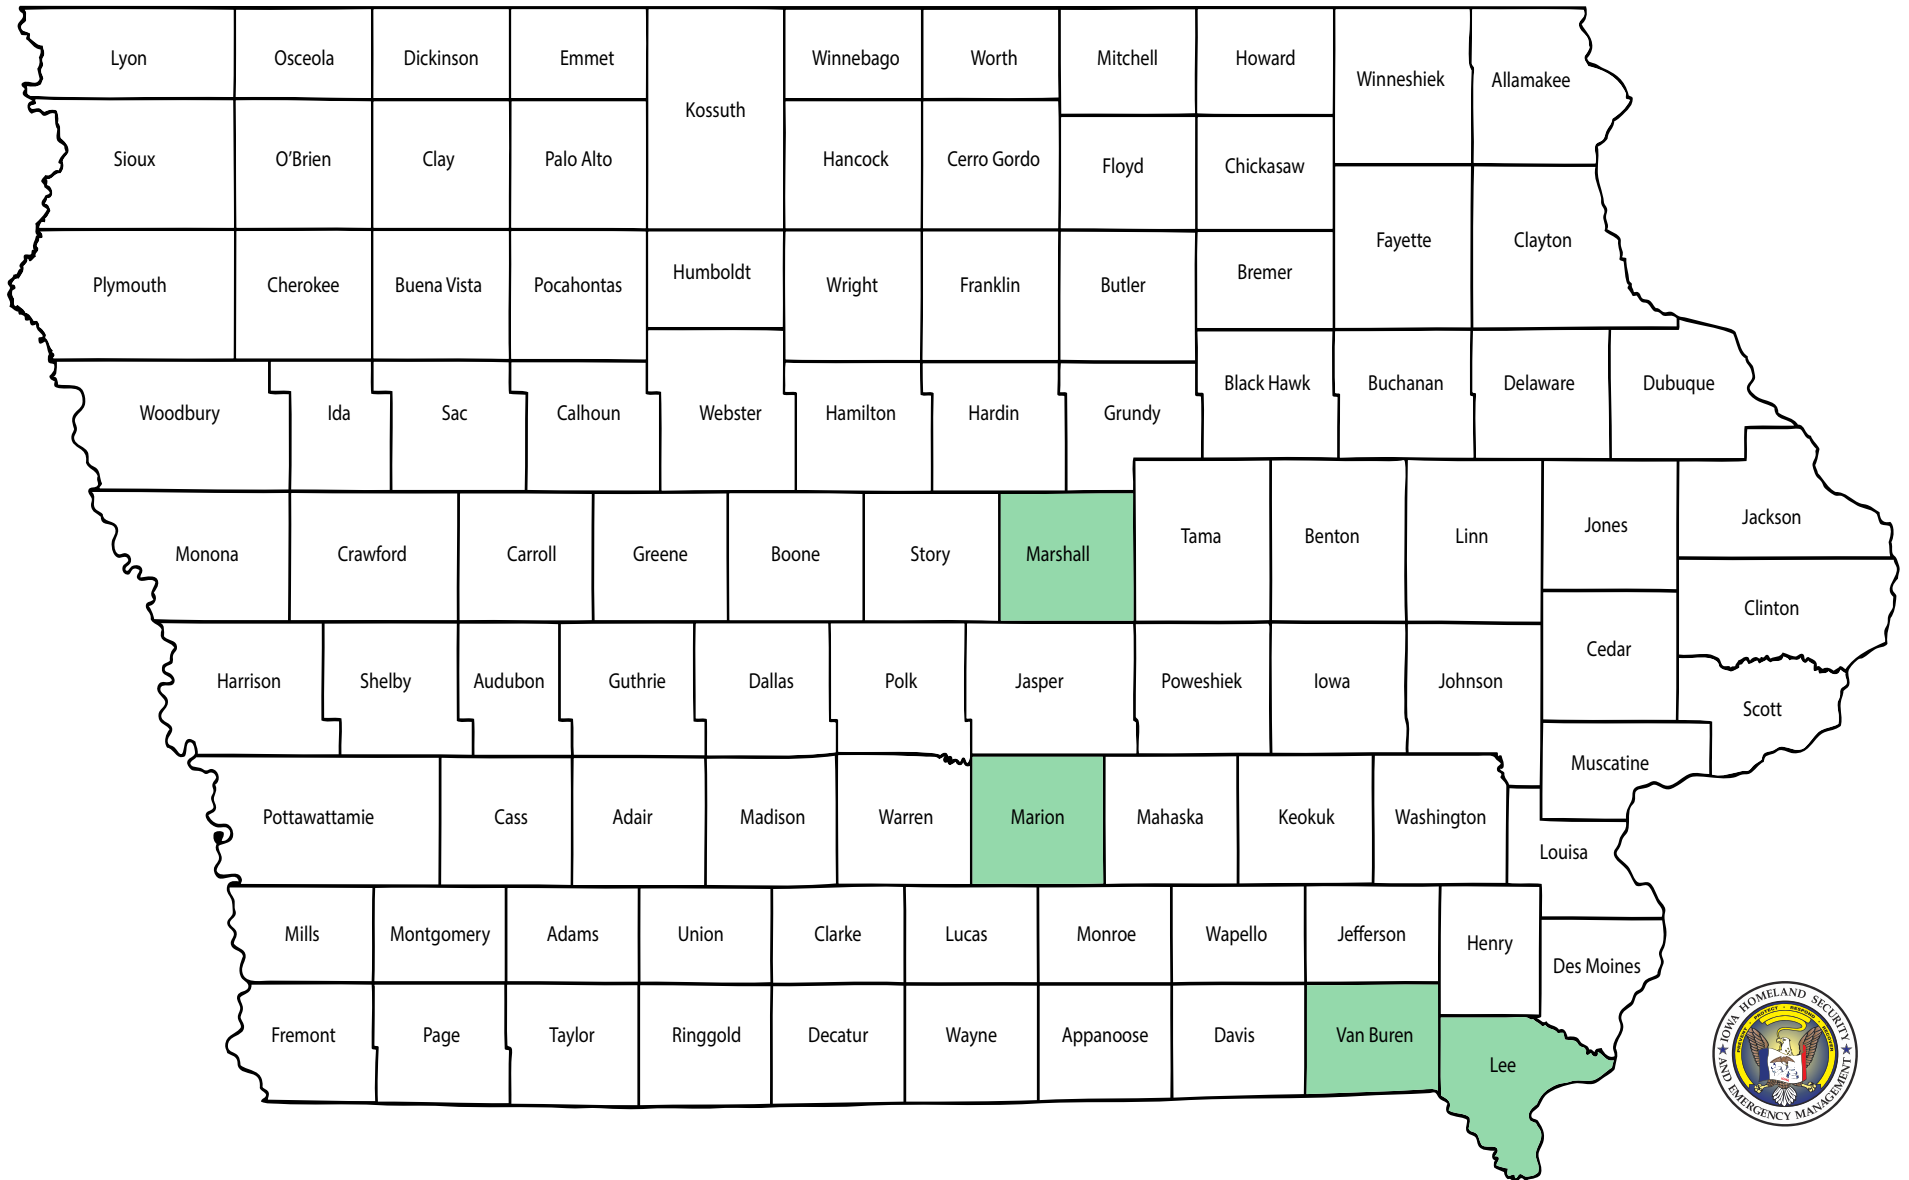 Lyon
Osceola
Dickinson
Emmet
Winnebago
Worth
Mitchell
Howard
Winneshiek
Allamakee
Kossuth
Sioux
O'Brien
Clay
Palo Alto
Hancock
Cerro Gordo
Floyd
Chickasaw
Fayette
Clayton
Plymouth
Cherokee
Buena Vista
Pocahontas
Humboldt
Wright
Franklin
Butler
Bremer
Woodbury
Ida
Sac
Calhoun
Webster
Hamilton
Hardin
Grundy
Black Hawk
Buchanan
Delaware
Dubuque
Monona
Crawford
Carroll
Greene
Boone
Story
Marshall
Tama
Benton
Linn
Jones
Jackson
Clinton
Cedar
Harrison
Shelby
Audubon
Guthrie
Dallas
Polk
Jasper
Poweshiek
Iowa
Johnson
Scott
Muscatine
Pottawattamie
Cass
Adair
Madison
Warren
Marion
Mahaska
Keokuk
Washington
Louisa
Mills
Montgomery
Adams
Union
Clarke
Lucas
Monroe
Wapello
Jefferson
Henry
Des Moines
Fremont
Page
Taylor
Ringgold
Decatur
Wayne
Appanoose
Davis
Van Buren
Lee
IOWA HOMELAND SECURITY
AND EMERGENCY MANAGEMENT